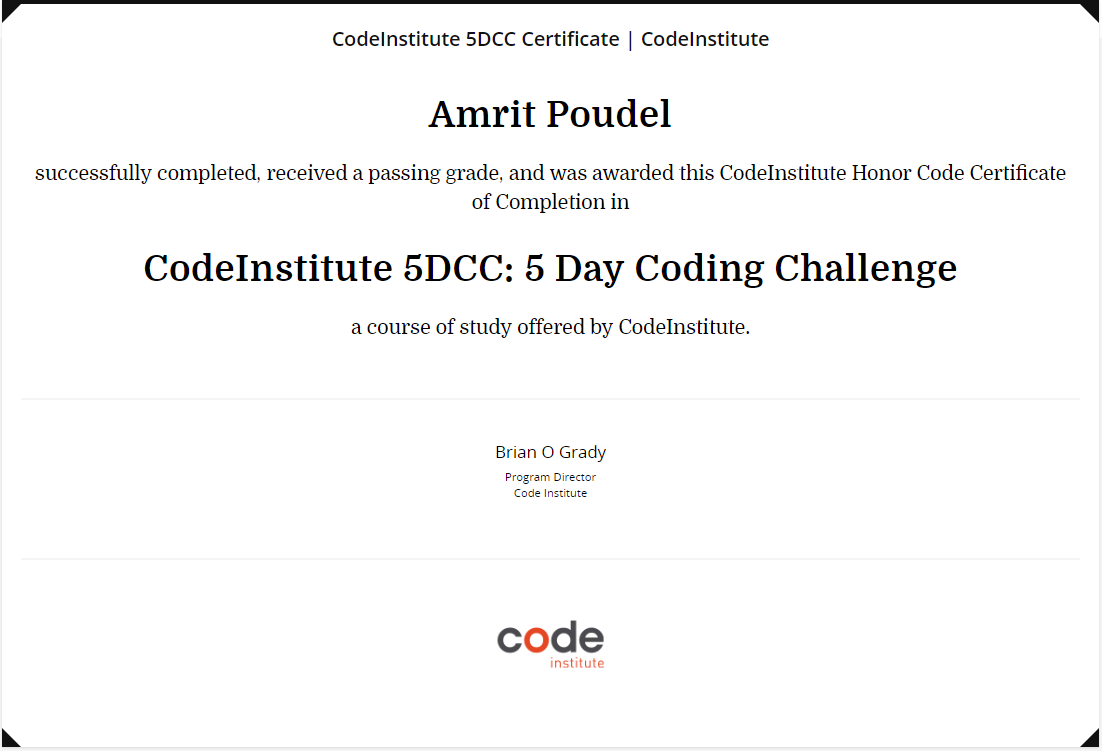 CodeInstitute 5DCC Certificate | CodeInstitute
Amrit Poudel
successfully completed, received a passing grade, and was awarded this CodeInstitute Honor Code Certificate
of Completion in
CodeInstitute 5DCC: 5 Day Coding Challenge
a course of study offered by CodeInstitute.
Brian O Grady
Program Director
Code Institute
code
institute